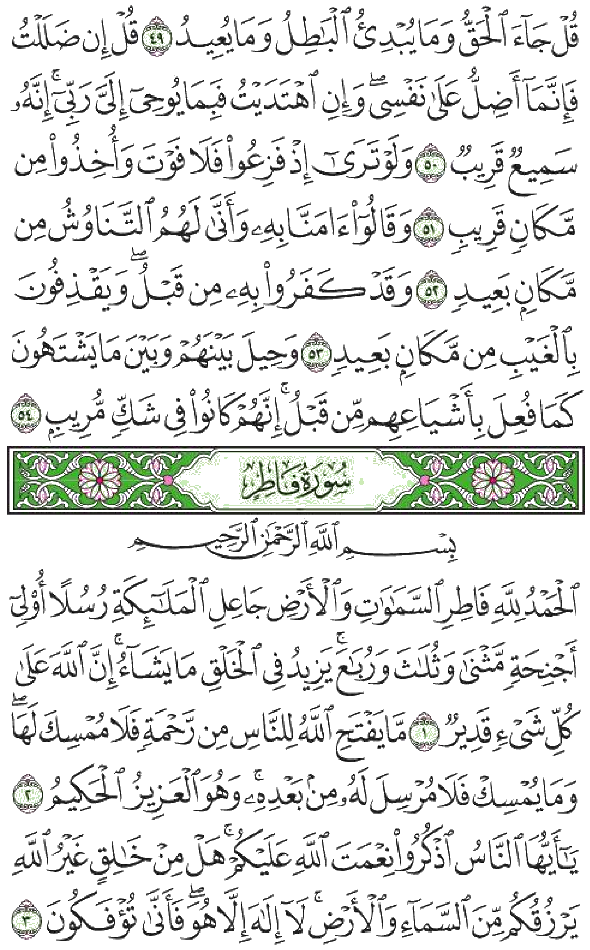 قُلْ جَآءَ ٱلْحَقُّ وَمَا يُبْدِئُ ٱلْبَٰطِلُ وَمَا يُعِيدُ ٤٩ قُلْ إِن ضَلَلْتُ
فَإِنَّمَآ أَضِلُّ عَلَىٰ نَفْسِىۖ وَإِنِ ٱهْتَدَيْتُ فَبِمَا يُوحِىٓ إِلَىَّ رَبِّىٓۚ إِنَّهُۥ
سَمِيعٌ قَرِيبٌ ٥٠ وَلَوْ تَرَىٰٓ إِذْ فَزِعُوا۟ فَلَا فَوْتَ وَأُخِذُوا۟ مِن
مَّكَانٍ قَرِيبٍ ٥١ وَقَالُوٓا۟ ءَامَنَّا بِهِۦ وَأَنَّىٰ لَهُمُ ٱلتَّنَاوُشُ مِن
مَّكَانٍۭ بَعِيدٍ ٥٢ وَقَدْ كَفَرُوا۟ بِهِۦ مِن قَبْلُۖ وَيَقْذِفُونَ
بِٱلْغَيْبِ مِن مَّكَانٍۭ بَعِيدٍ ٥٣ وَحِيلَ بَيْنَهُمْ وَبَيْنَ مَا يَشْتَهُونَ
كَمَا فُعِلَ بِأَشْيَاعِهِم مِّن قَبْلُۚ إِنَّهُمْ كَانُوا۟ فِى شَكٍّ مُّرِيبٍۭ ٥٤
سُورَةُ فَاطِرٍ
بِسْمِ ٱللَّهِ ٱلرَّحْمَٰنِ ٱلرَّحِيمِ
ٱلْحَمْدُ لِلَّهِ فَاطِرِ ٱلسَّمَٰوَٰتِ وَٱلْأَرْضِ جَاعِلِ ٱلْمَلَٰٓئِكَةِ رُسُلًا أُو۟لِىٓ
أَجْنِحَةٍ مَّثْنَىٰ وَثُلَٰثَ وَرُبَٰعَۚ يَزِيدُ فِى ٱلْخَلْقِ مَا يَشَآءُۚ إِنَّ ٱللَّهَ عَلَىٰ
كُلِّ شَىْءٍ قَدِيرٌ ١ مَّا يَفْتَحِ ٱللَّهُ لِلنَّاسِ مِن رَّحْمَةٍ فَلَا مُمْسِكَ لَهَاۖ
وَمَا يُمْسِكْ فَلَا مُرْسِلَ لَهُۥ مِنۢ بَعْدِهِۦۚ وَهُوَ ٱلْعَزِيزُ ٱلْحَكِيمُ ٢
يَٰٓأَيُّهَا ٱلنَّاسُ ٱذْكُرُوا۟ نِعْمَتَ ٱللَّهِ عَلَيْكُمْۚ هَلْ مِنْ خَٰلِقٍ غَيْرُ ٱللَّهِ
يَرْزُقُكُم مِّنَ ٱلسَّمَآءِ وَٱلْأَرْضِۚ لَآ إِلَٰهَ إِلَّا هُوَۖ فَأَنَّىٰ تُؤْفَكُونَ ٣